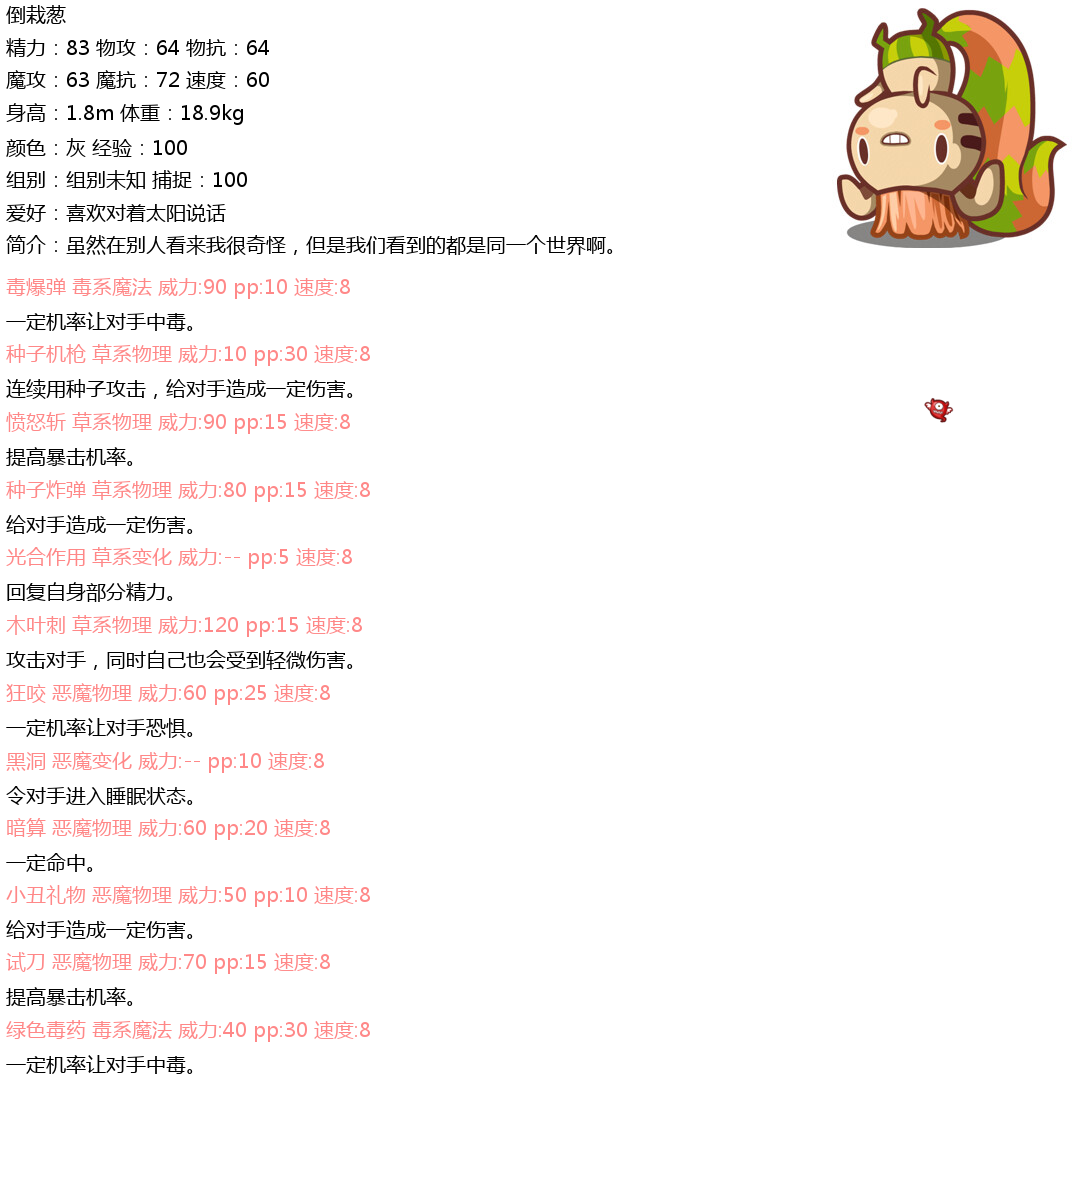 倒栽葱
精力：83 物攻：64 物抗：64
魔攻：63 魔抗：72 速度：60
身高：1.8m 体重：18.9kg
颜色：灰 经验：100
组别：组别未知 捕捉：100
爱好：喜欢对着太阳说话
简介：虽然在别人看来我很奇怪，但是我们看到的都是同一个世界啊。
毒爆弹 毒系魔法 威力:90 pp:10 速度:8
一定机率让对手中毒。
种子机枪 草系物理 威力:10 pp:30 速度:8
连续用种子攻击，给对手造成一定伤害。
愤怒斩 草系物理 威力:90 pp:15 速度:8
提高暴击机率。
种子炸弹 草系物理 威力:80 pp:15 速度:8
给对手造成一定伤害。
光合作用 草系变化 威力:-- pp:5 速度:8
回复自身部分精力。
木叶刺 草系物理 威力:120 pp:15 速度:8
攻击对手，同时自己也会受到轻微伤害。
狂咬 恶魔物理 威力:60 pp:25 速度:8
一定机率让对手恐惧。
黑洞 恶魔变化 威力:-- pp:10 速度:8
令对手进入睡眠状态。
暗算 恶魔物理 威力:60 pp:20 速度:8
一定命中。
小丑礼物 恶魔物理 威力:50 pp:10 速度:8
给对手造成一定伤害。
试刀 恶魔物理 威力:70 pp:15 速度:8
提高暴击机率。
绿色毒药 毒系魔法 威力:40 pp:30 速度:8
一定机率让对手中毒。